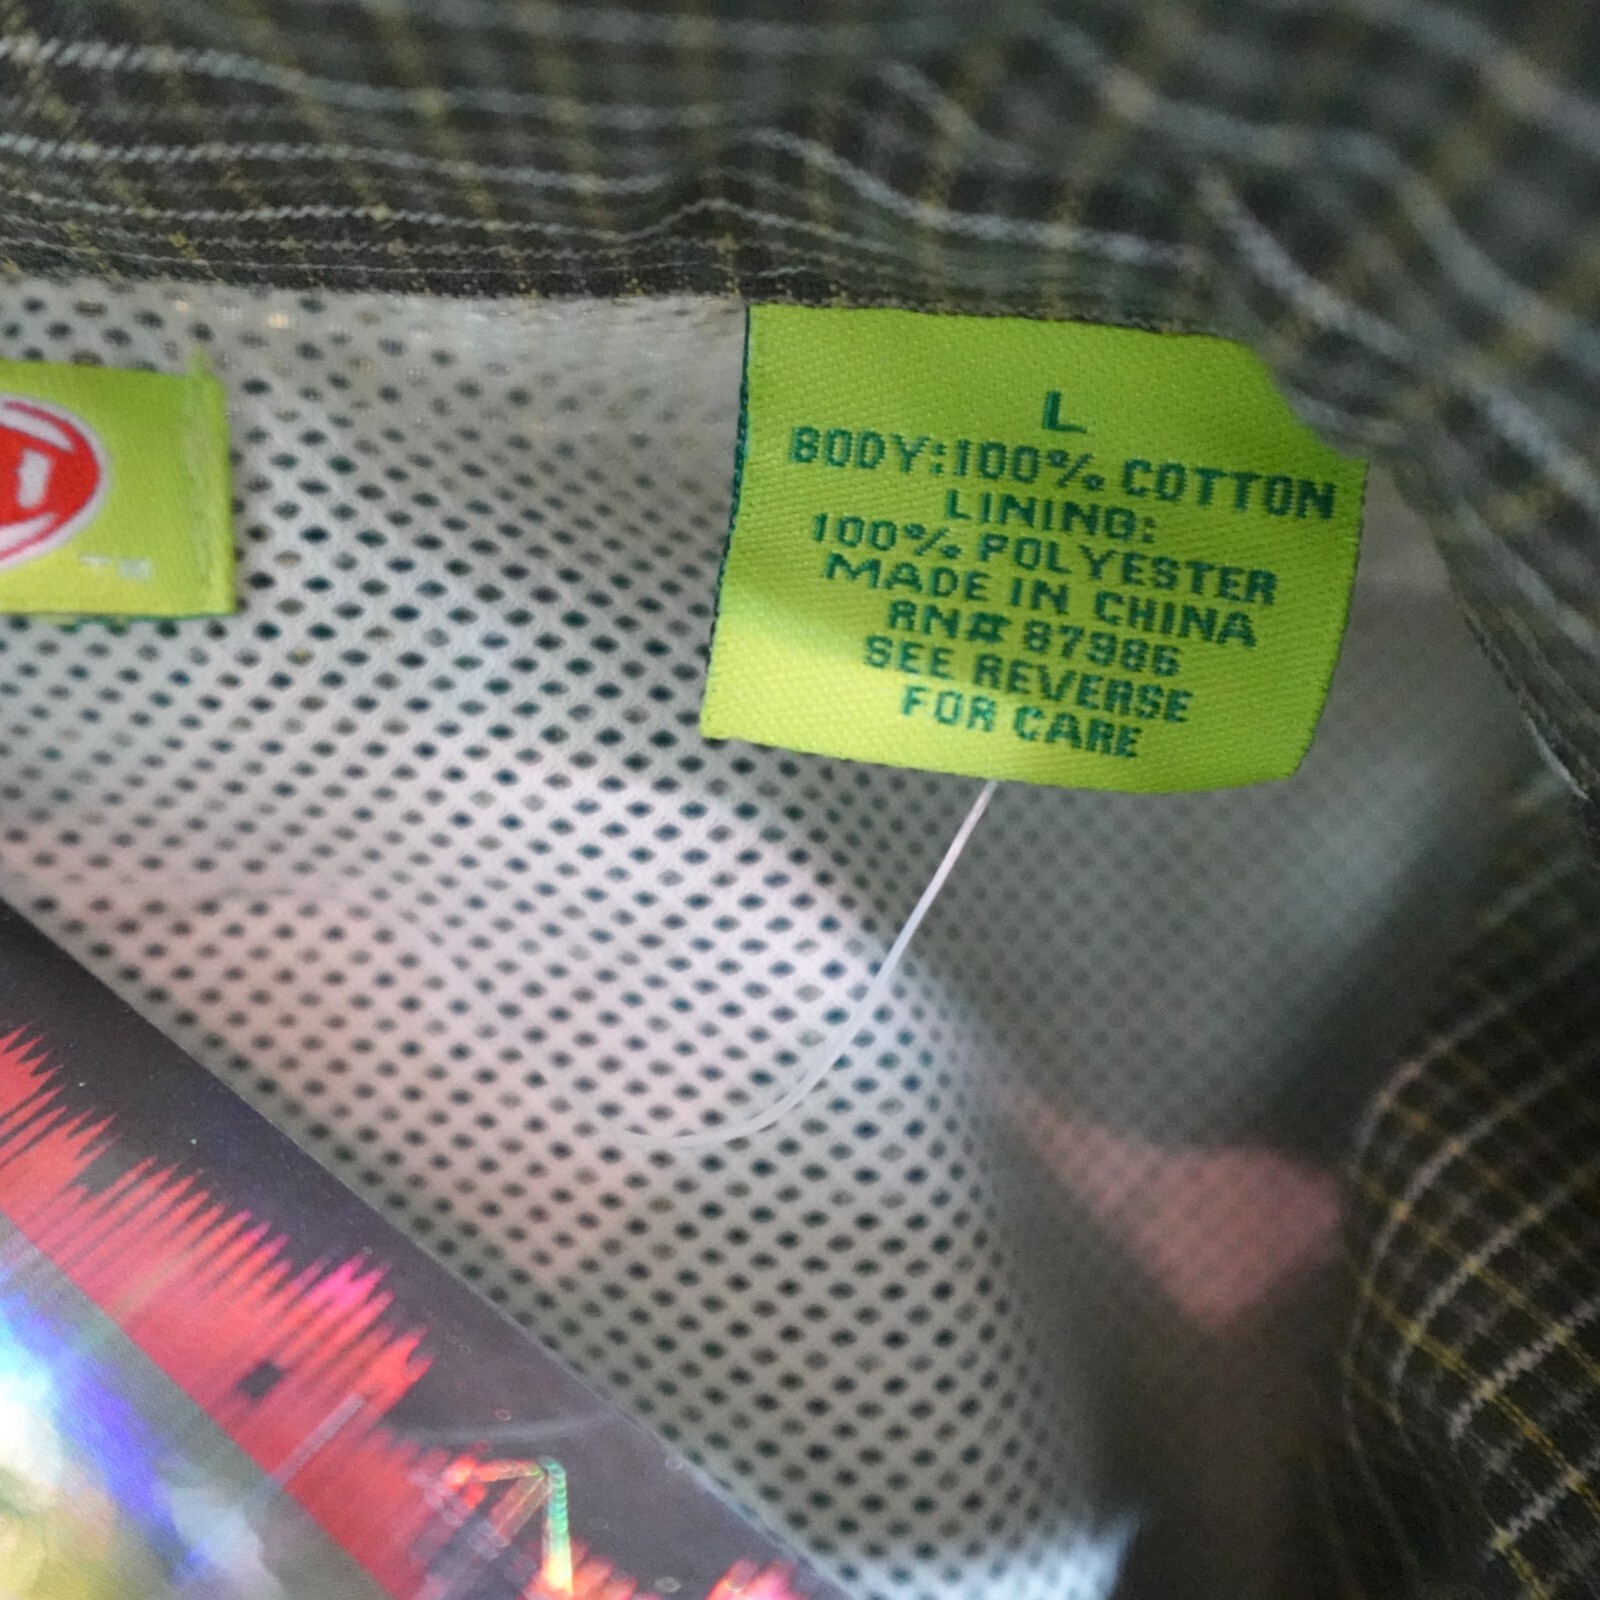 L
BODY:100% COTTON
LINING:
100% POLYESTER
MADE IN CHINA
RN# 87986
SEE REVERSE
FOR CARE